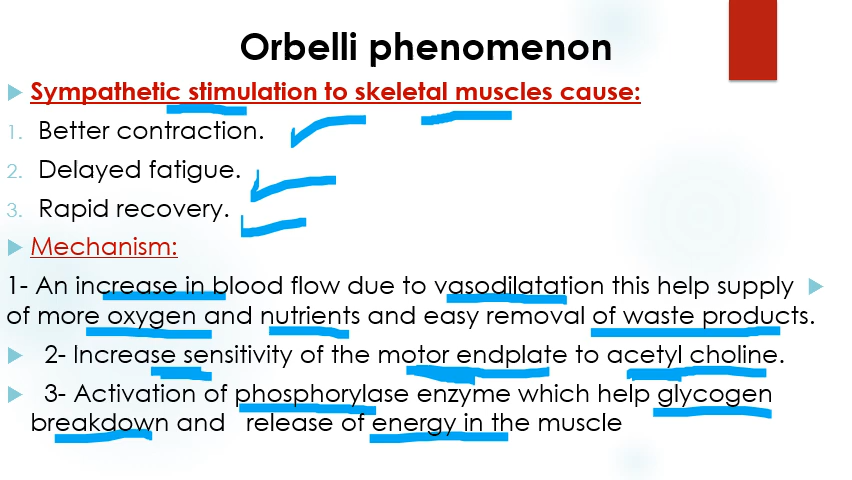 Orbelli phenomenon
Sympathetic stimulation to skeletal muscles cause:
1. Better contraction.
2. Delayed fatigue.
3. Rapid recovery.
Mechanism:
1- An increase in blood flow due to vasodilatation this help supply
of more oxygen and nutrients and easy removal of waste products.
2- Increase sensitivity of the motor endplate to acetyl choline.
3- Activation of phosphorylase enzyme which help glycogen
breakdown and release of energy in the muscle